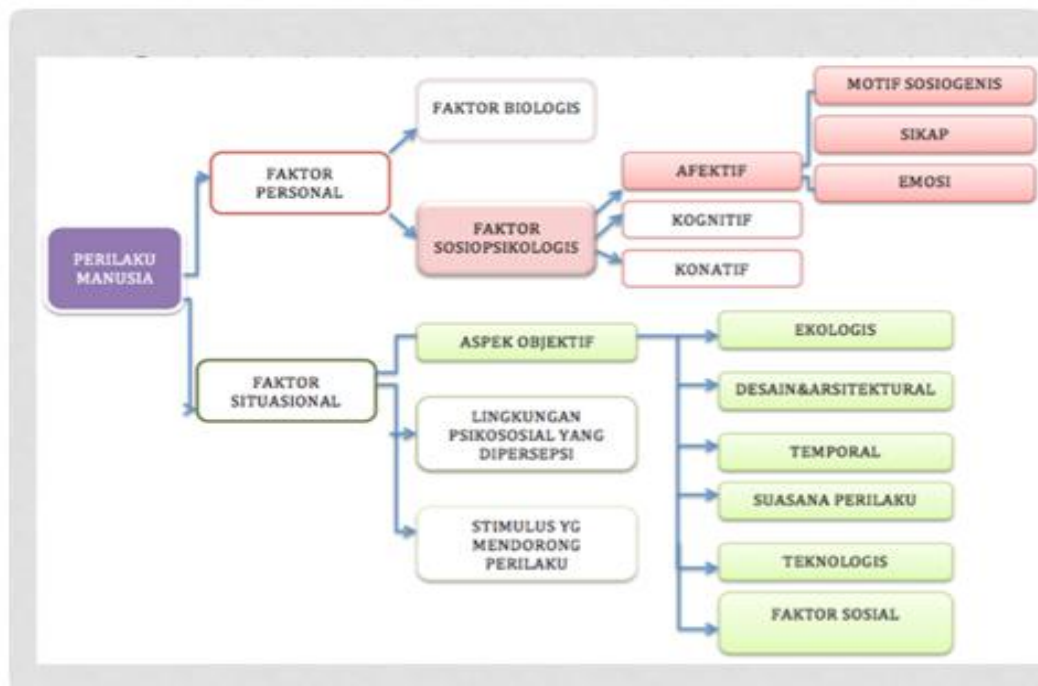 PERILAKU
MANUSIA
FAKTOR
PERSONAL
FAKTOR BIOLOGIS
FAKTOR
SOSIOPSIKOLOGIS
AFEKTIF
KOGNITIF
KONATIF
MOTIF SOSIOGENIS
SIKAP
EMOSI
FAKTOR
SITUASIONAL
ASPEK OBJEKTIF
LINGKUNGAN
PSIKOSOSIAL YANG
DIPERSEPSI
STIMULUS YG
MENDORONG
PERILAKU
EKOLOGIS
DESAIN&ARSITEKTURAL
TEMPORAL
SUASANA PERILAKU
TEKNOLOGIS
FAKTOR SOSIAL